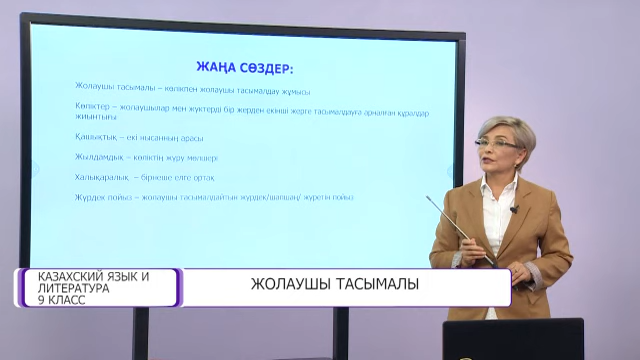 ЖАҢА СӨЗДЕР:
Жолаушы тасымалы – көлікпен жолаушы тасымалдау жұмысы
Көліктер – жолаушылар мен жүктерді бір жерден екінші жерге тасымалдауға арналған құралдар
жиынтығы
Қашықтық – екі нысанның арасы
Жылдамдық – көліктің жүру мөлшері
Халықаралық – бірнеше елге ортақ
Жүрдек пойыз – жолаушы тасымалдайтын жүрдек/шапшаң/ жүретін пойыз
КАЗАХСКИЙ ЯЗЫК И
ЛИТЕРАТУРА
9 КЛАСС
ЖОЛАУШЫ ТАСЫМАЛЫ